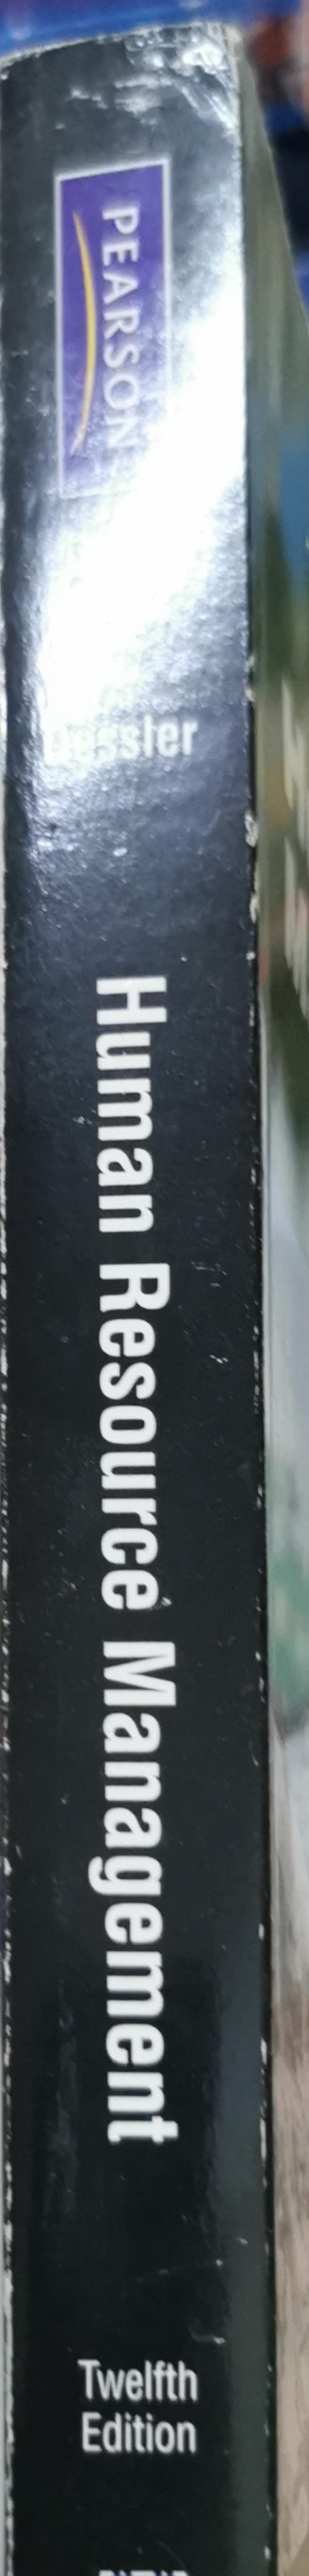 PEARSON
Dessler
Human Resource Management
Twelfth
Edition